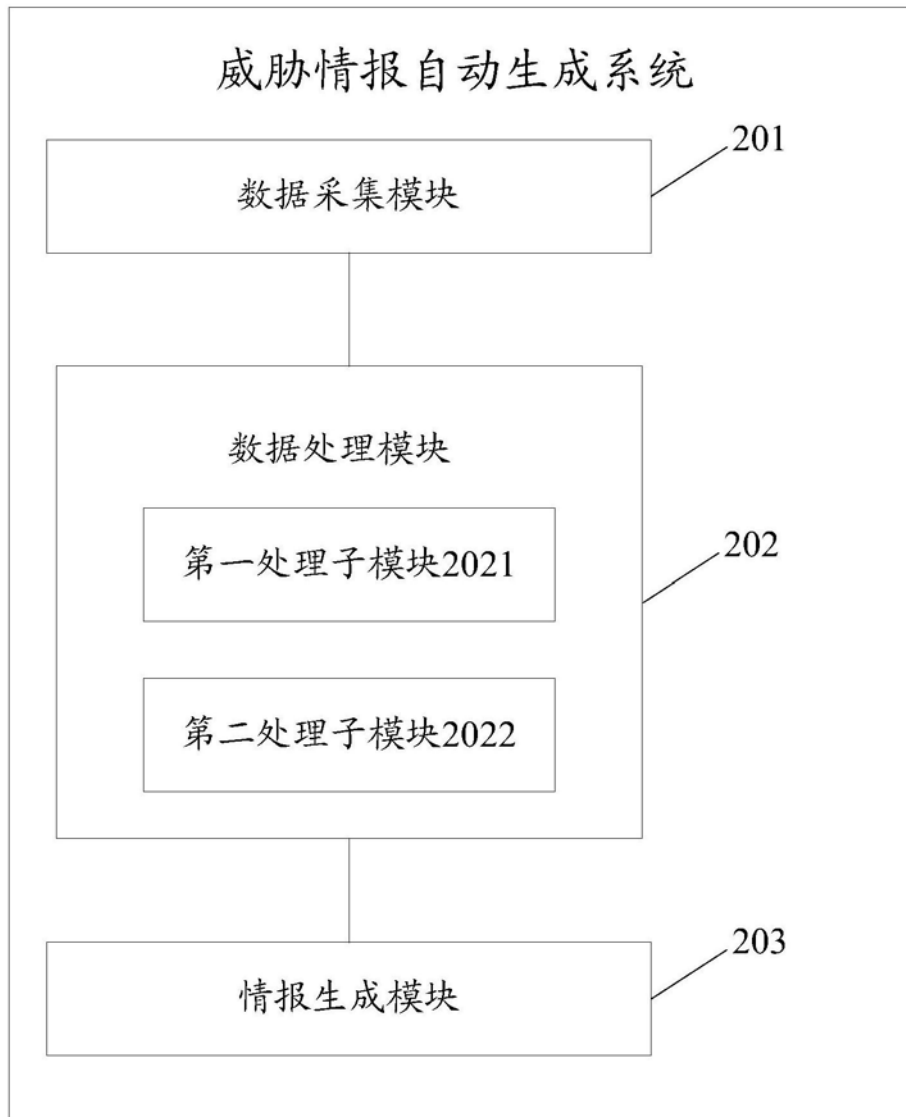 威胁情报自动生成系统
201
数据采集模块
数据处理模块
第一处理子模块2021
202
第二处理子模块2022
203
情报生成模块